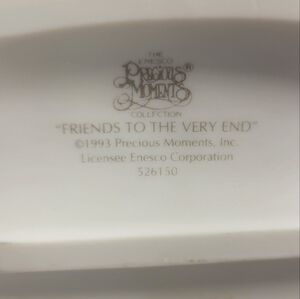 THE
ENESCO
PRECIOUS
MOMENTS®
COLLECTION
"FRIENDS TO THE VERY END"
©1993 Precious Moments, Inc.
Licensee Enesco Corporation
526150